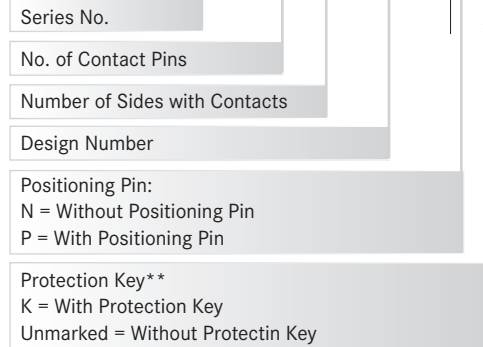 Series No.
No. of Contact Pins
Number of Sides with Contacts
Design Number
Positioning Pin:
N = Without Positioning Pin
P = With Positioning Pin
Protection Key**
K = With Protection Key
Unmarked = Without Protectin Key